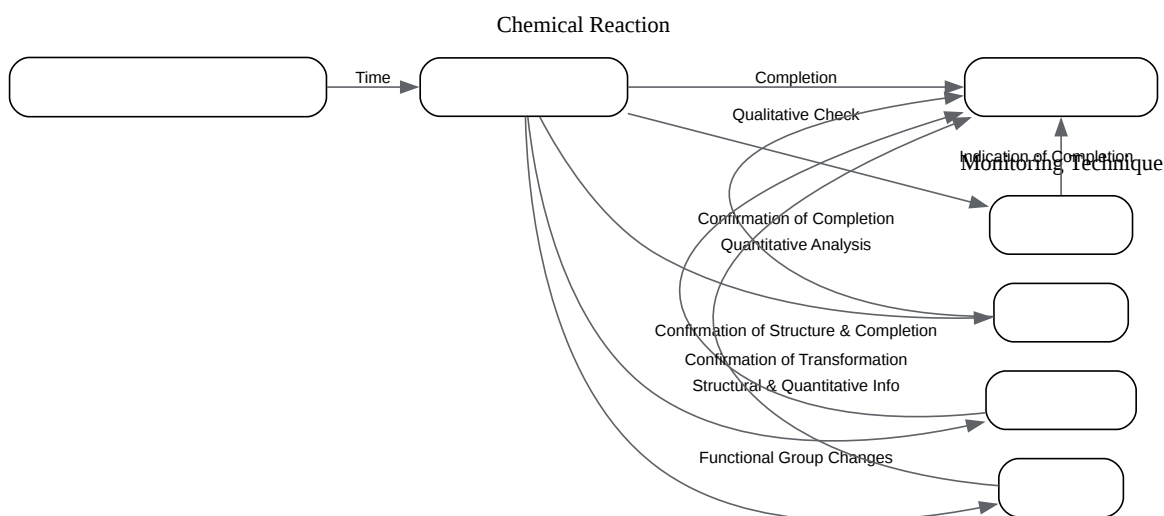 Chemical Reaction
Time
Completion
Qualitative Check
Indication of Completion
Monitoring Technique
Confirmation of Completion
Quantitative Analysis
Confirmation of Structure & Completion
Confirmation of Transformation
Structural & Quantitative Info
Functional Group Changes